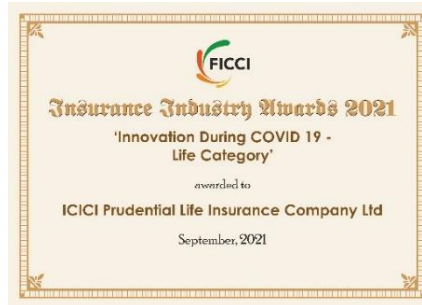 FICCI
Insurance Industry Awards 2021
'Innovation During COVID 19 -
Life Category'
awarded to
ICICI Prudential Life Insurance Company Ltd
September, 2021